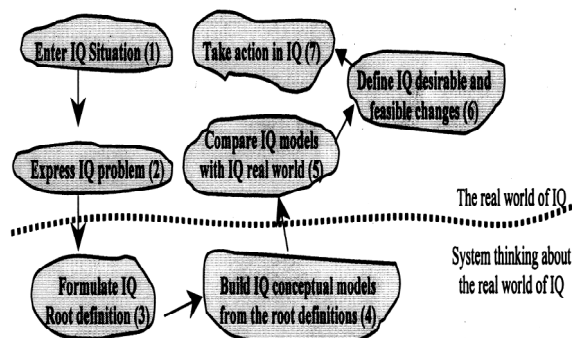 Enter IQ Situation (1)
Take action in IQ (7)
Define IQ desirable and
feasible changes (6)
Compare IQ models
with IQ real world (5)
Express IQ problem (2)
The real world of IQ
System thinking about
the real world of IQ
Formulate IQ
Root definition (3)
Build IQ conceptual models
from the root definitions (4)